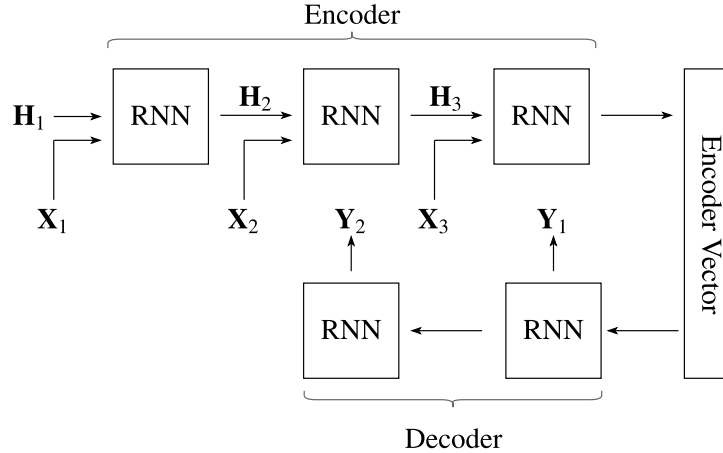 Encoder
H₁
RNN
H₂
RNN
H₃
RNN
X₁
X₂
X₃
Encoder Vector
Y₂
Y₁
RNN
RNN
Decoder